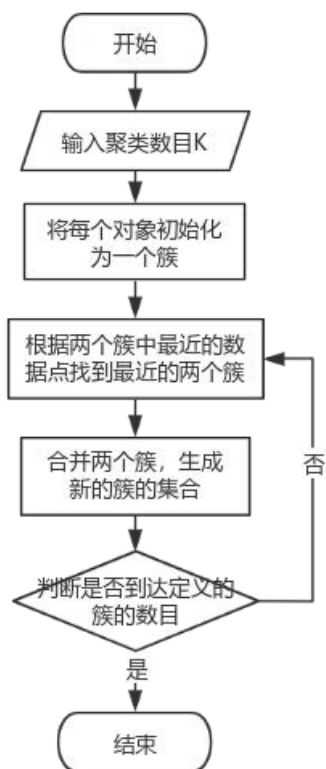 开始
输入聚类数目K
将每个对象初始化
为一个簇
根据两个簇中最近的数
据点找到最近的两个簇
合并两个簇，生成
新的簇的集合
否
判断是否到达定义的
簇的数目
是
结束